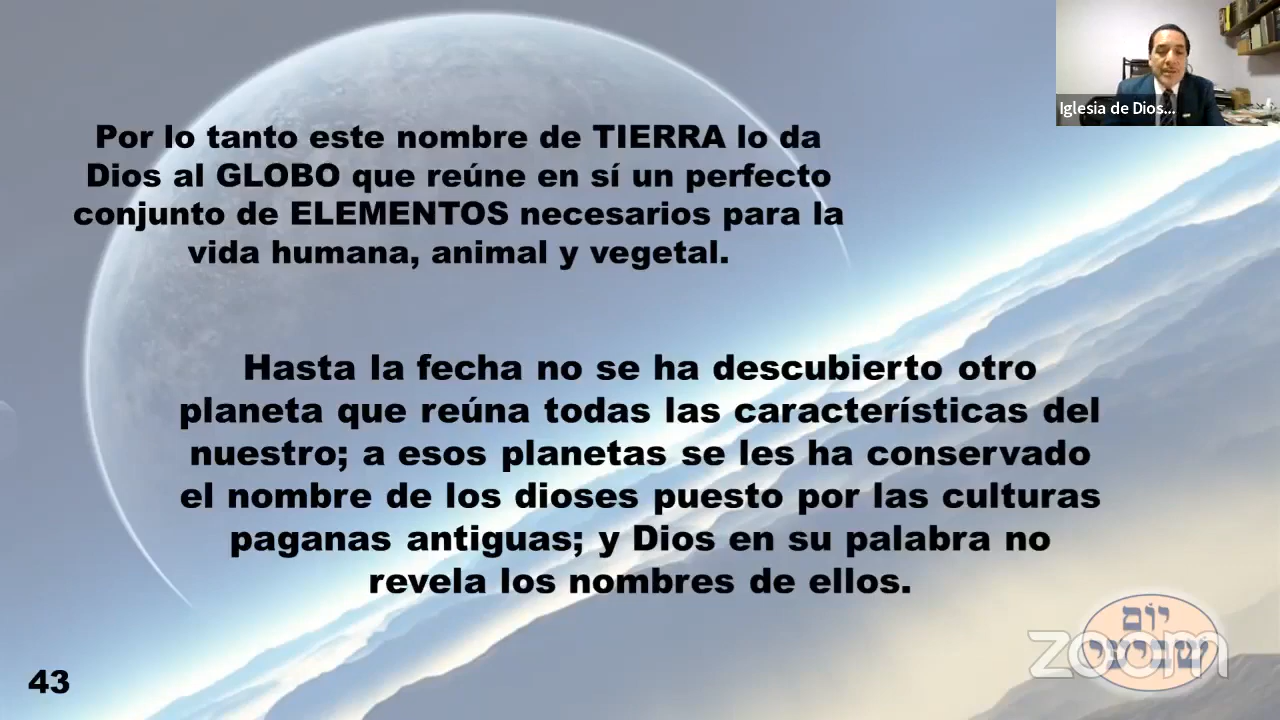 Iglesia de Dios...
Por lo tanto este nombre de TIERRA lo da
Dios al GLOBO que reúne en sí un perfecto
conjunto de ELEMENTOS necesarios para la
vida humana, animal y vegetal.
Hasta la fecha no se ha descubierto otro
planeta que reúna todas las características del
nuestro; a esos planetas se les ha conservado
el nombre de los dioses puesto por las culturas
paganas antiguas; y Dios en su palabra no
revela los nombres de ellos.
יוֹם
שביעי
zoom
43